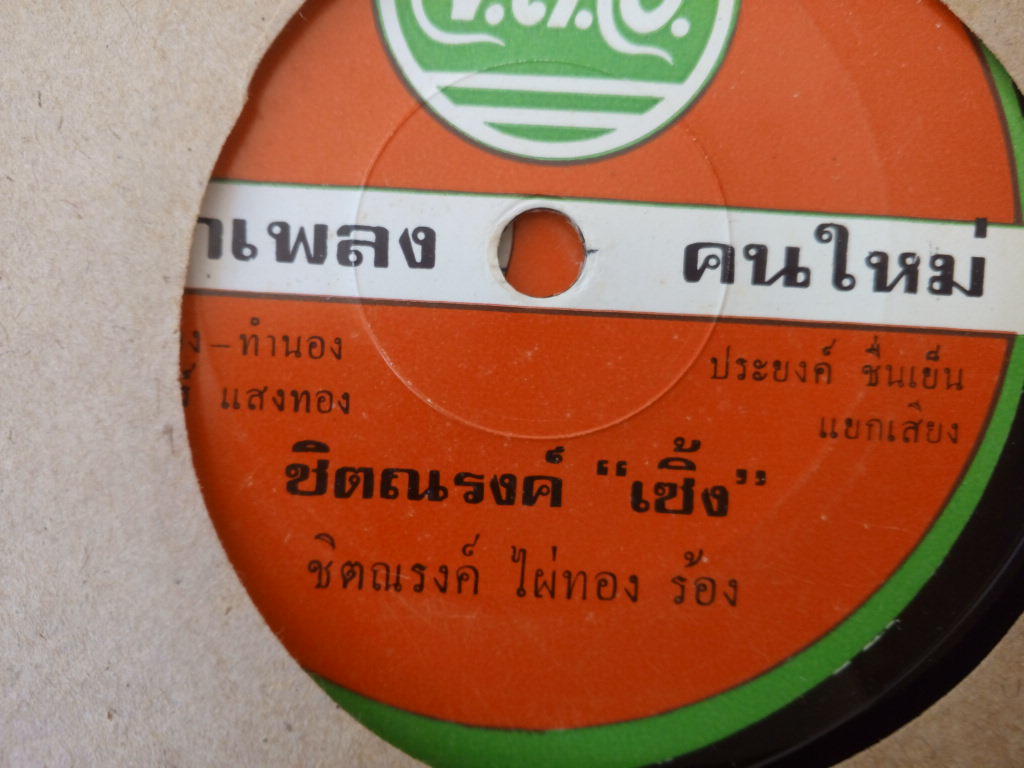 เพลง คนใหม่
– ทำนอง
แสงทอง
ประยงค์ ชื่นเย็น
แยกเสียง
ชิตณรงค์ “เซิ้ง”
ชิตณรงค์ ไผ่ทอง ร้อง